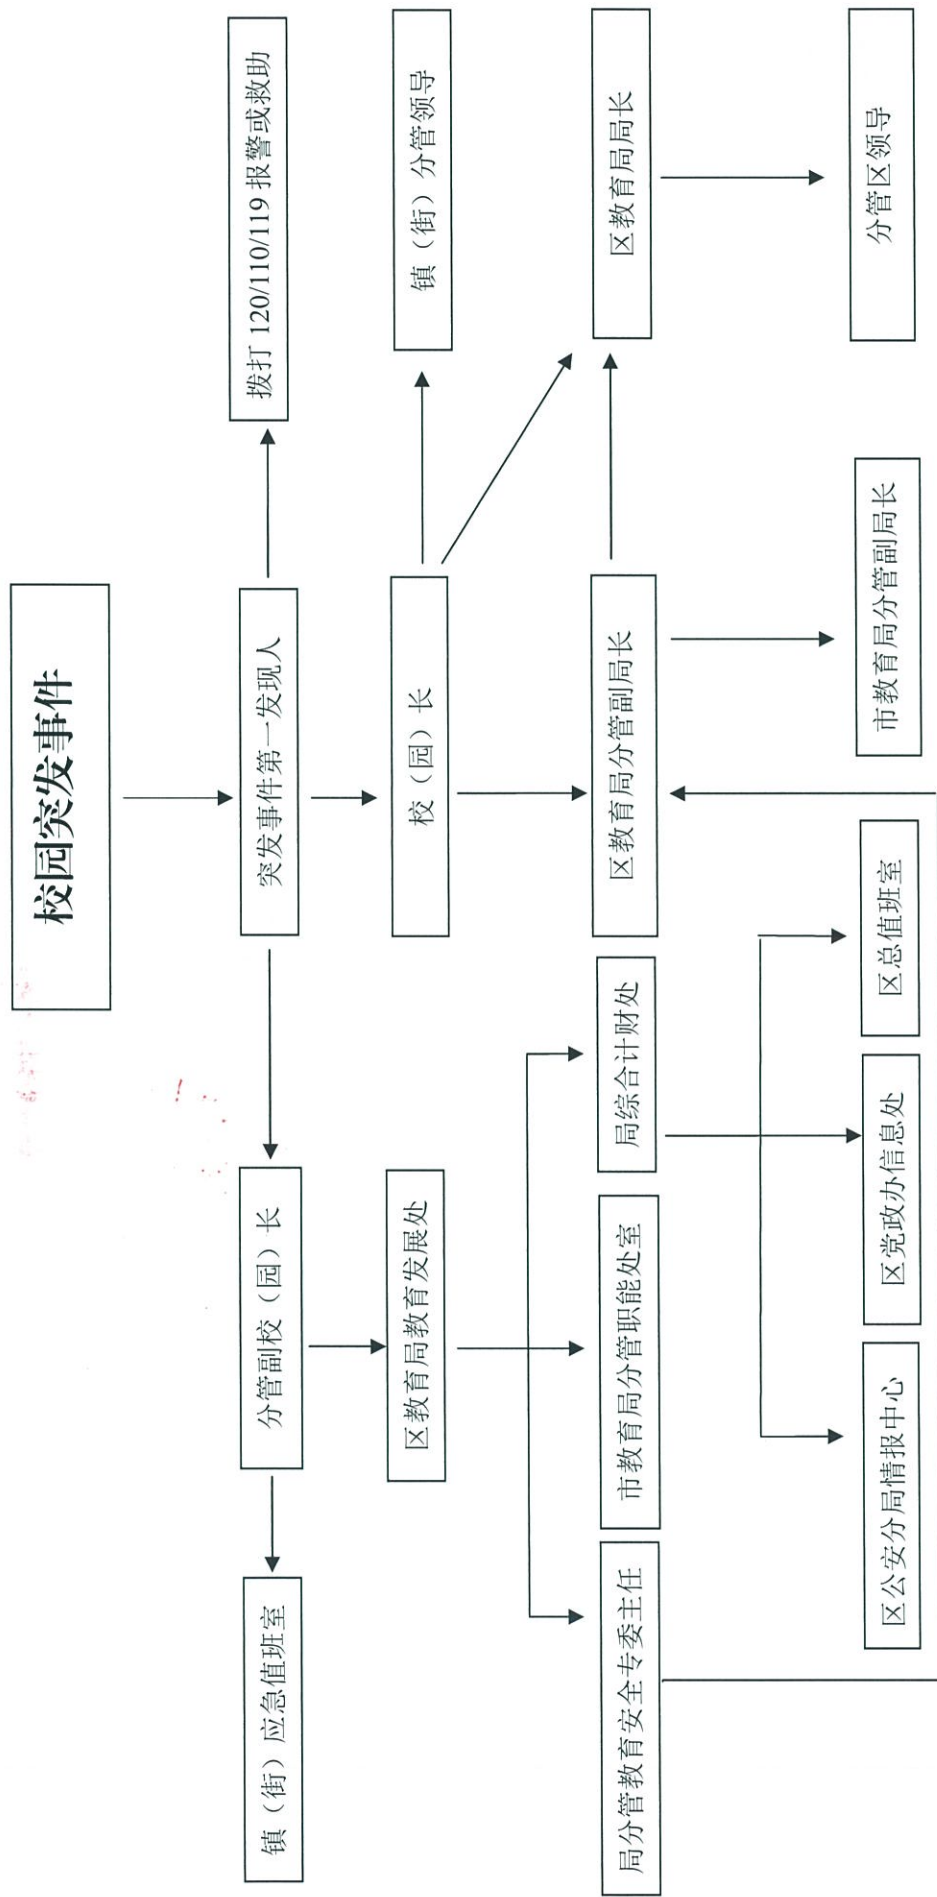 校园突发事件
镇（街）应急值班室
分管副校（园）长
突发事件第一发现人
拨打 120/110/119 报警或救助
区教育局教育发展处
校（园）长
镇（街）分管领导
局分管教育安全专委主任
市教育局分管职能处室
局综合计财处
区教育局分管副局长
区教育局局长
区公安分局情报中心
区党政办信息处
区总值班室
市教育局分管副局长
分管区领导